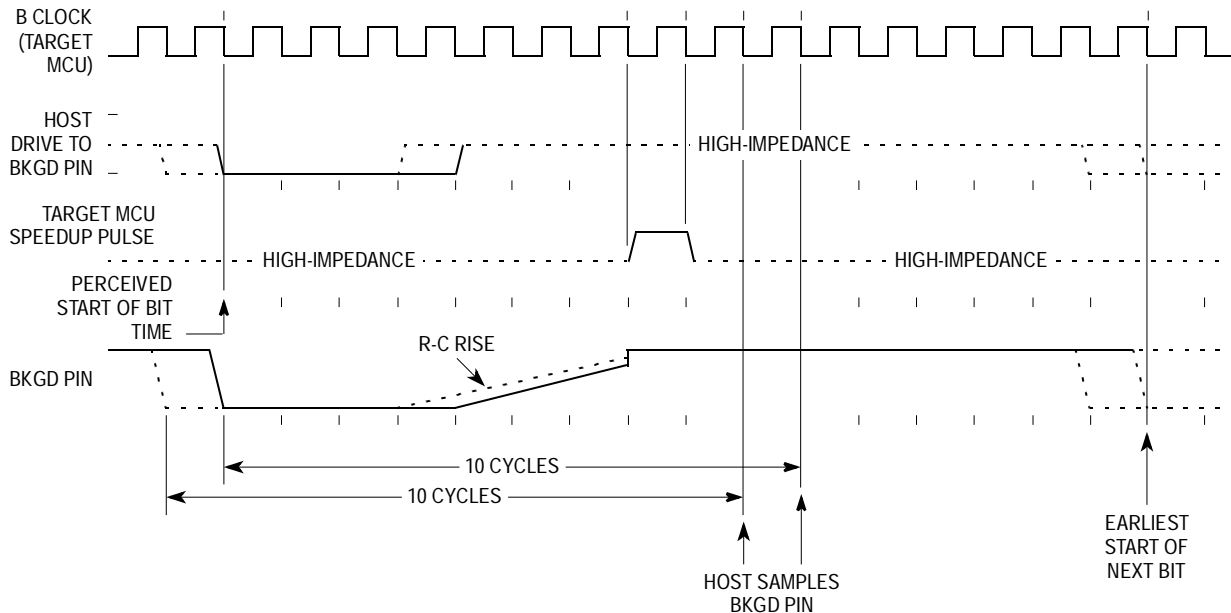 B CLOCK
(TARGET
MCU)
HOST
DRIVE TO
BKGD PIN
HIGH-IMPEDANCE
TARGET MCU
SPEEDUP PULSE
HIGH-IMPEDANCE
HIGH-IMPEDANCE
PERCEIVED
START OF BIT
TIME
R-C RISE
BKGD PIN
10 CYCLES
10 CYCLES
HOST SAMPLES
BKGD PIN
EARLIEST
START OF
NEXT BIT